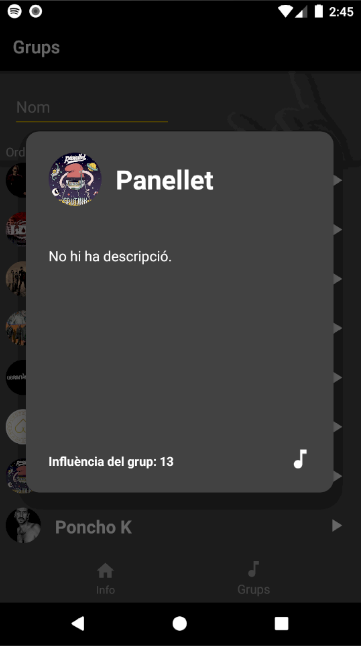 2:45
Grups
Nom
Ord
Panellet
No hi ha descripció.
Influència del grup: 13
Poncho K
Info
Grups